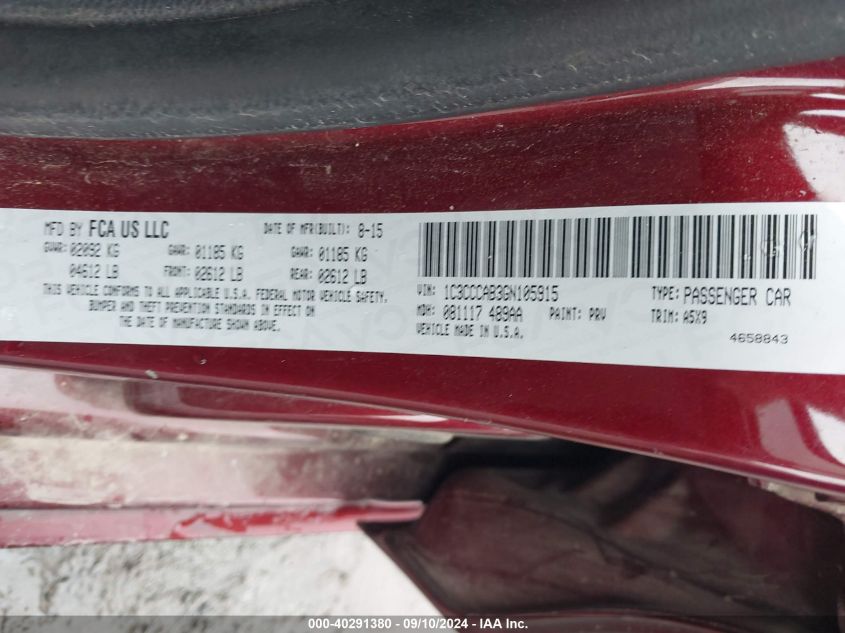 MFD BY FCA US LLC DATE OF MFR(BUILT): 8-15
GVWR: 02092 KG GAWR: 01185 KG GAWR: 01185 KG
04612 LB FRONT: 02612 LB REAR: 02612 LB
THIS VEHICLE CONFORMS TO ALL APPLICABLE U.S.A. FEDERAL MOTOR VEHICLE SAFETY,
BUMPER AND THEFT PREVENTION STANDARDS IN EFFECT ON
THE DATE OF MANUFACTURE SHOWN ABOVE.
VIN: 1C3CCCAB3GN105915 TYPE: PASSENGER CAR
MDH: 081117 489AA PAINT: PRV TRIM: A5X9
VEHICLE MADE IN U.S.A. 4658843
000-40291380 - 09/10/2024 - IAA, Inc.